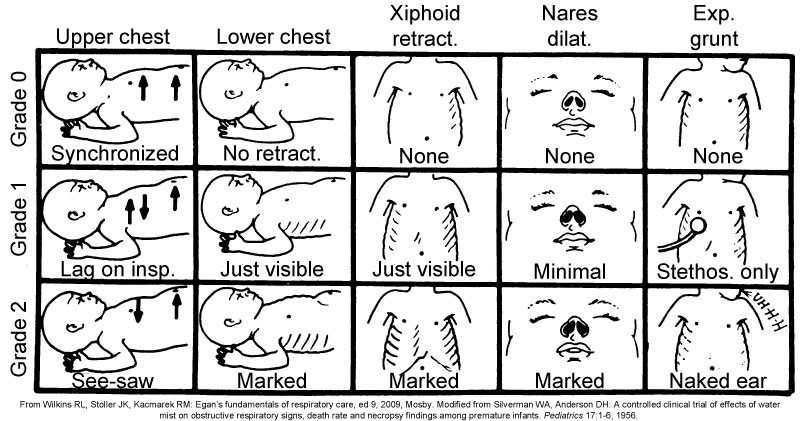 Upper chest
Lower chest
Xiphoid
retract.
Nares
dilat.
Exp.
grunt
Grade 0
Synchronized
No retract.
None
None
None
Grade 1
Lag on insp.
Just visible
Just visible
Minimal
Stethos. only
Grade 2
UHHHH
See-saw
Marked
Marked
Marked
Naked ear
From Wilkins RL, Stoller JK, Kacmarek RM: Egan's fundamentals of respiratory care, ed 9, 2009, Mosby. Modified from Silverman WA, Anderson DH: A controlled clinical trial of effects of water
mist on obstructive respiratory signs, death rate and necropsy findings among premature infants. Pediatrics 17:1-6, 1956.